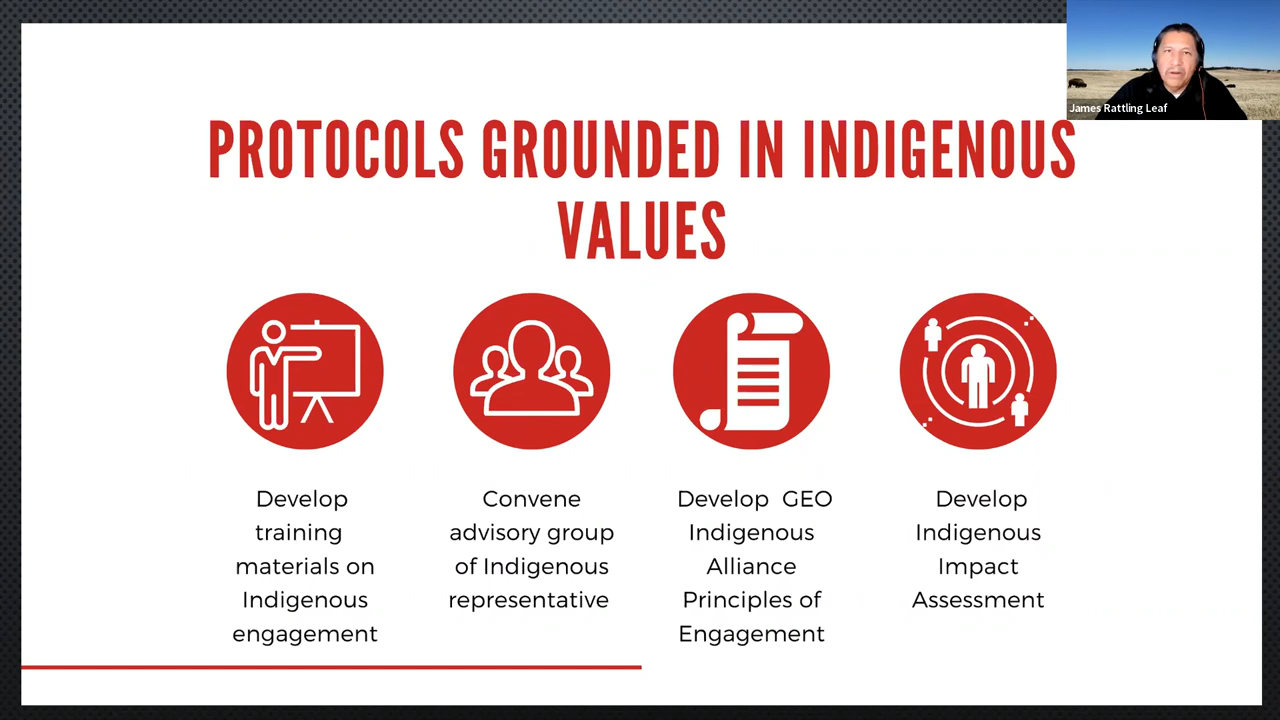 James Rattling Leaf
PROTOCOLS GROUNDED IN INDIGENOUS
VALUES
Develop
training
materials on
Indigenous
engagement
Convene
advisory group
of Indigenous
representative
Develop GEO
Indigenous
Alliance
Principles of
Engagement
Develop
Indigenous
Impact
Assessment